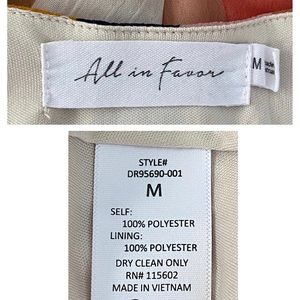 All in Favor
M
STYLE#
DR95690-001
M
SELF:
100% POLYESTER
LINING:
100% POLYESTER
DRY CLEAN ONLY
RN# 115602
MADE IN VIETNAM